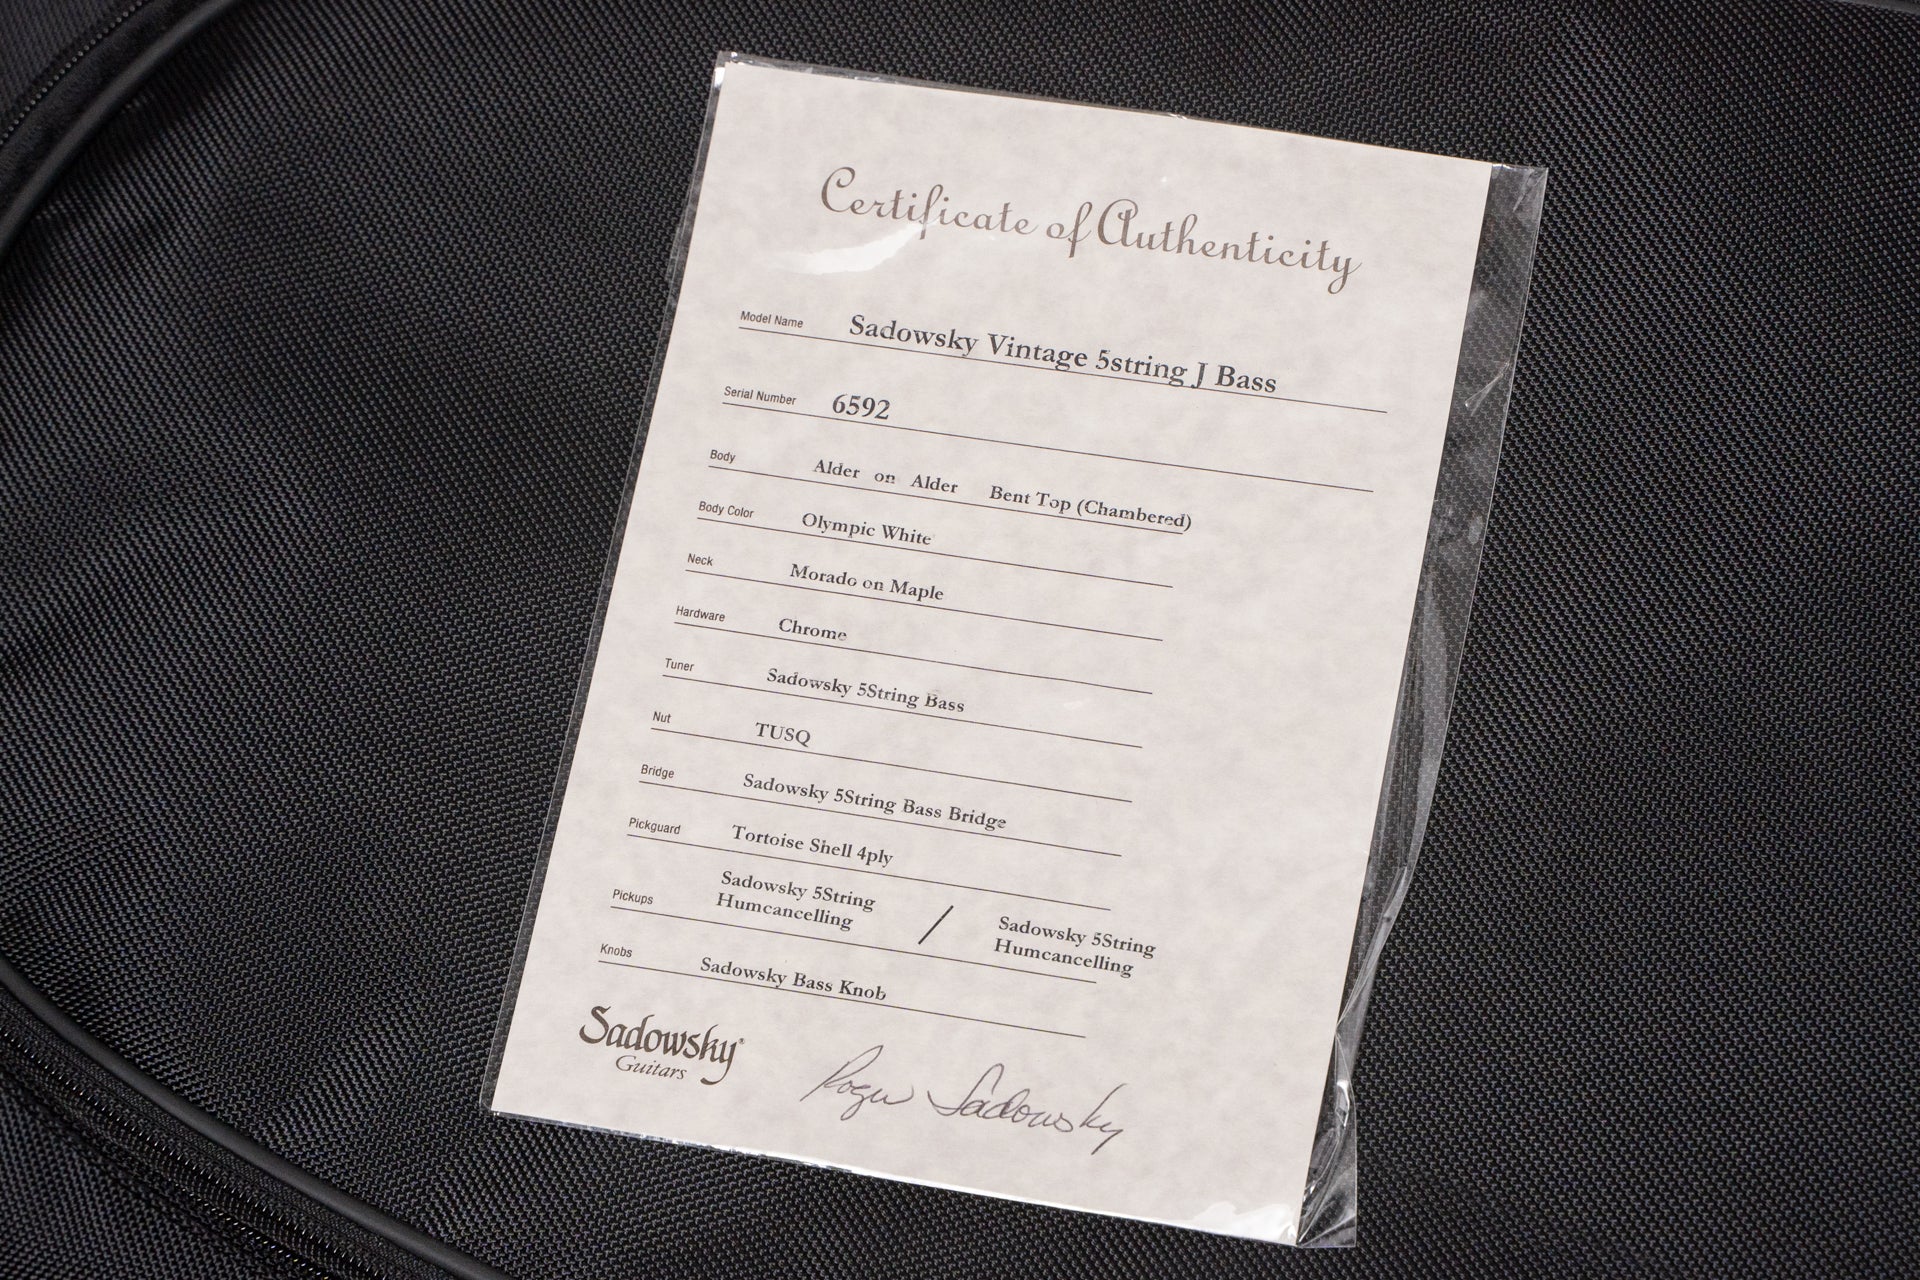 Certificate of Authenticity
Model Name Sadowsky Vintage 5string J Bass
Serial Number 6592
Body Alder on Alder Bent Top (Chambered)
Body Color Olympic White
Neck Morado on Maple
Hardware Chrome
Tuner Sadowsky 5String Bass
Nut TUSQ
Bridge Sadowsky 5String Bass Bridge
Pickguard Tortoise Shell 4ply
Pickups Sadowsky 5String Humcancelling / Sadowsky 5String Humcancelling
Knobs Sadowsky Bass Knob
Sadowsky®
Guitars
Roger Sadowsky